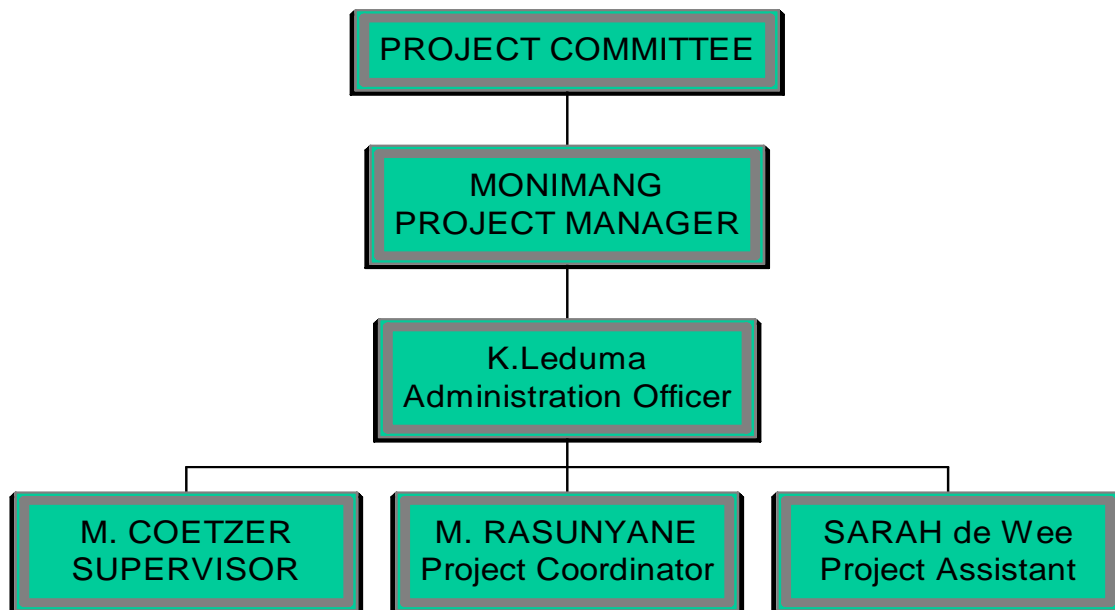 PROJECT COMMITTEE
MONIMANG
PROJECT MANAGER
K.Leduma
Administration Officer
M. COETZER
SUPERVISOR
M. RASUNYANE
Project Coordinator
SARAH de Wee
Project Assistant